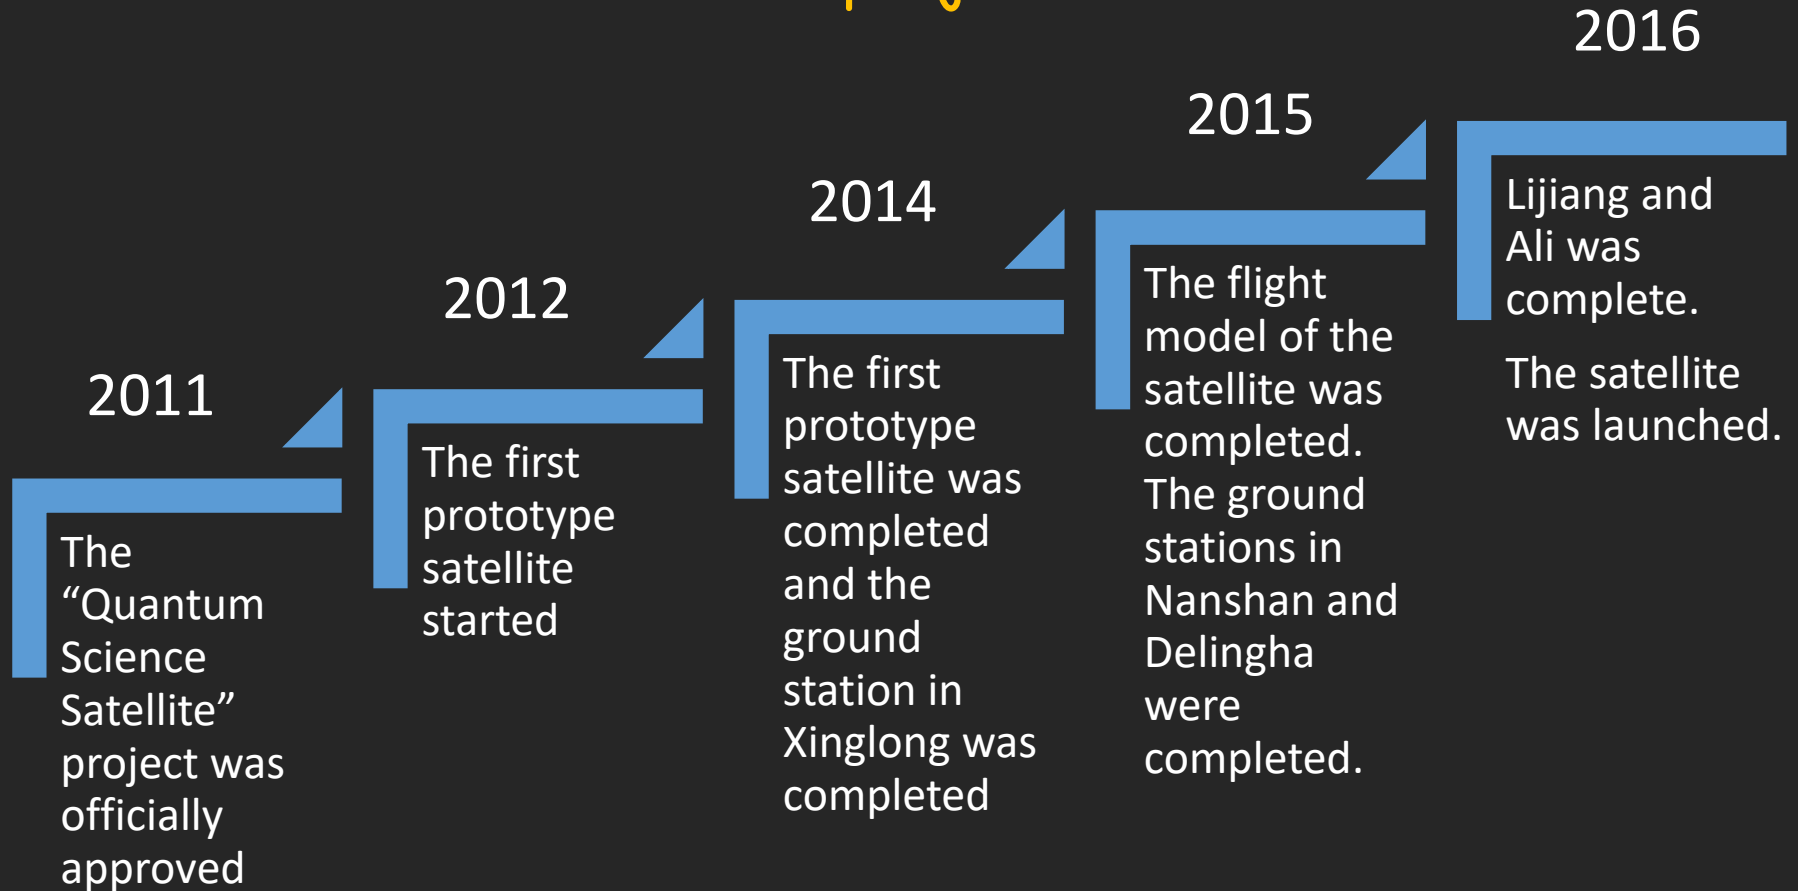 2011
The
“Quantum
Science
Satellite”
project was
officially
approved
2012
The first
prototype
satellite
started
2014
The first
prototype
satellite was
completed
and the
ground
station in
Xinglong was
completed
2015
The flight
model of the
satellite was
completed.
The ground
stations in
Nanshan and
Delingha
were
completed.
2016
Lijiang and
Ali was
complete.
The satellite
was launched.